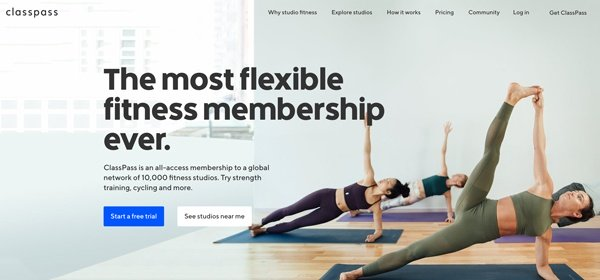 classpass
Why studio fitness Explore studios How it works Pricing Community Log in Get ClassPass
The most flexible
fitness membership
ever.
ClassPass is an all-access membership to a global
network of 10,000 fitness studios. Try strength
training, cycling and more.
Start a free trial See studios near me